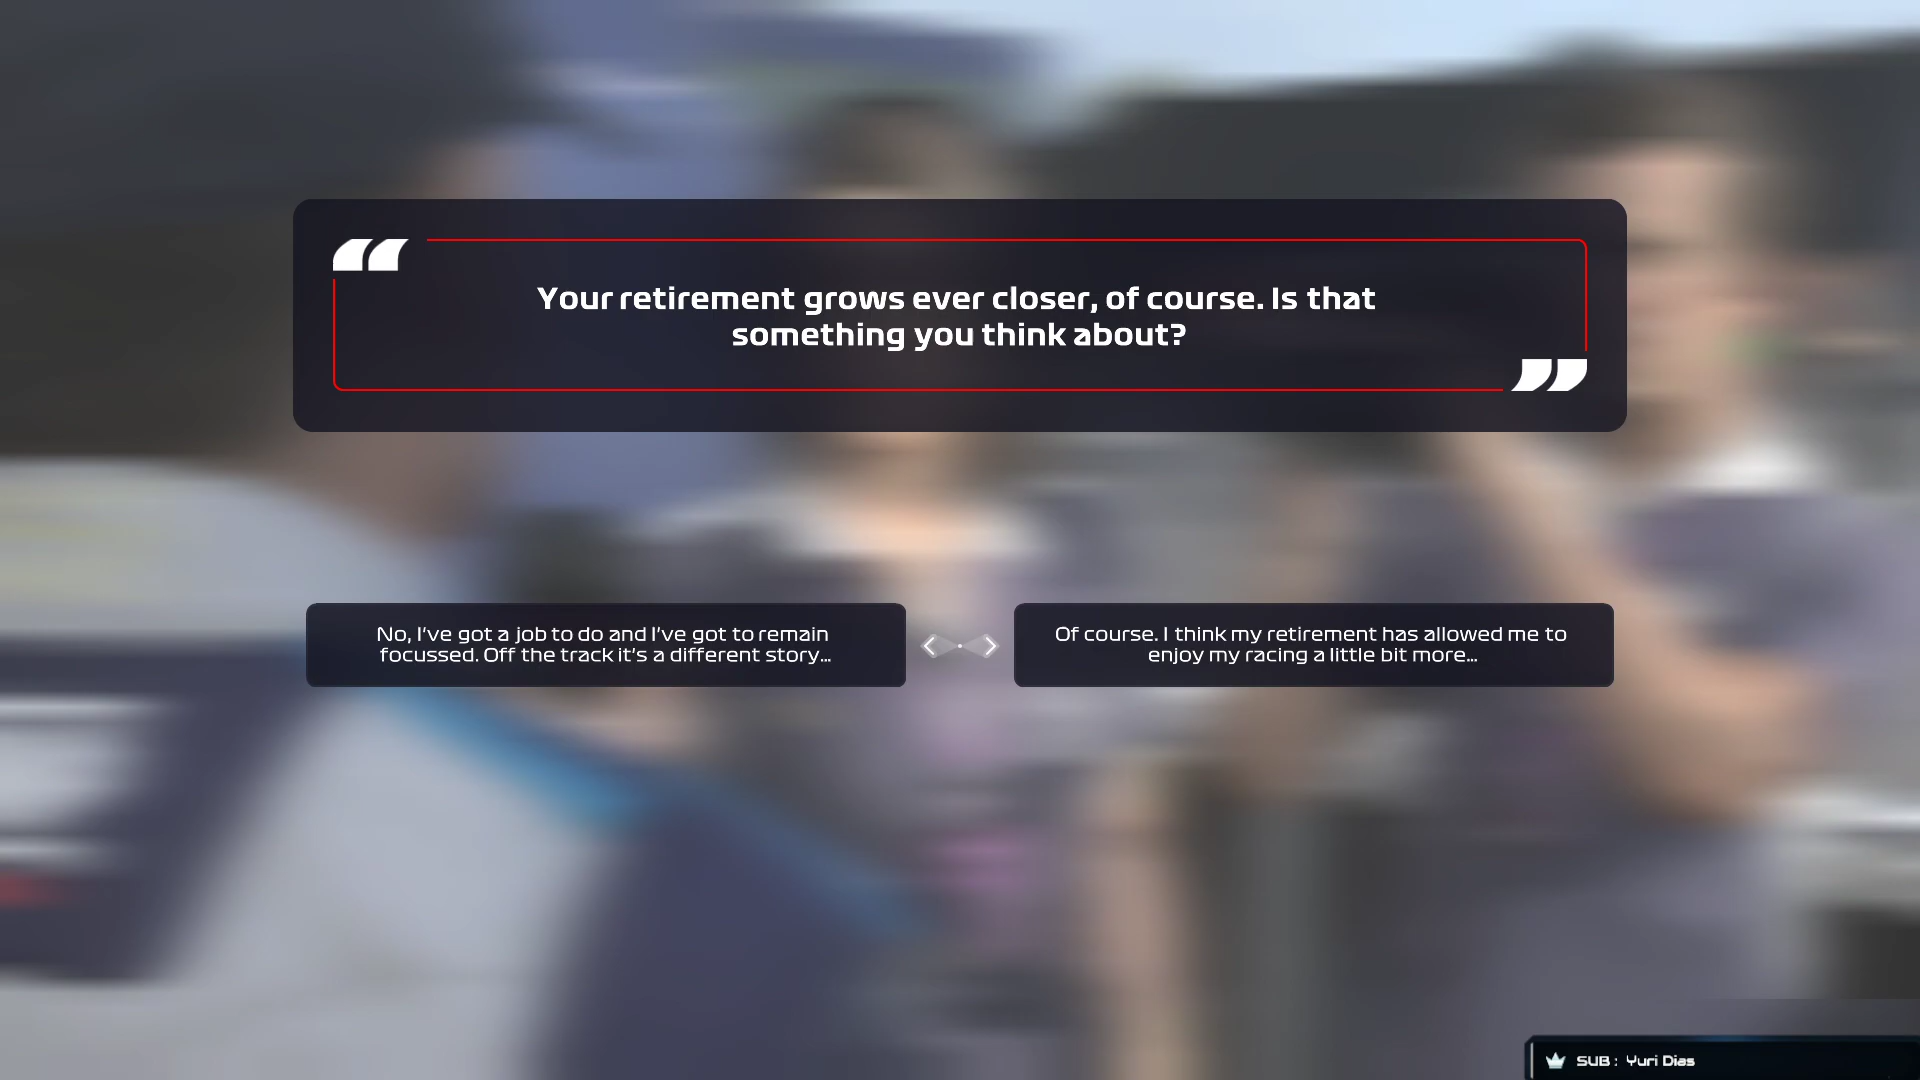 Your retirement grows ever closer, of course. Is that
something you think about?
No, I've got a job to do and I've got to remain
focussed. Off the track it's a different story...
Of course. I think my retirement has allowed me to
enjoy my racing a little bit more...
SUB : Yuri Dias